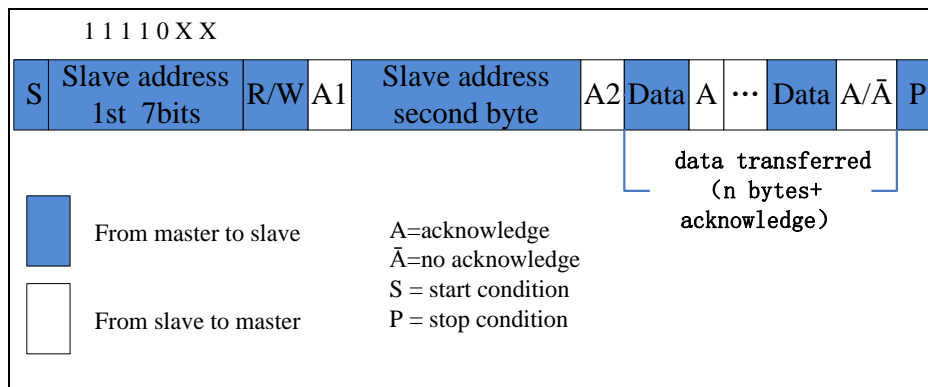 1 1 1 1 0 X X
S Slave address 1st 7bits R/W A1 Slave address second byte A2 Data A ··· Data A/Ā P
data transferred
（n bytes+
acknowledge）
From master to slave
From slave to master
A=acknowledge
Ā=no acknowledge
S = start condition
P = stop condition